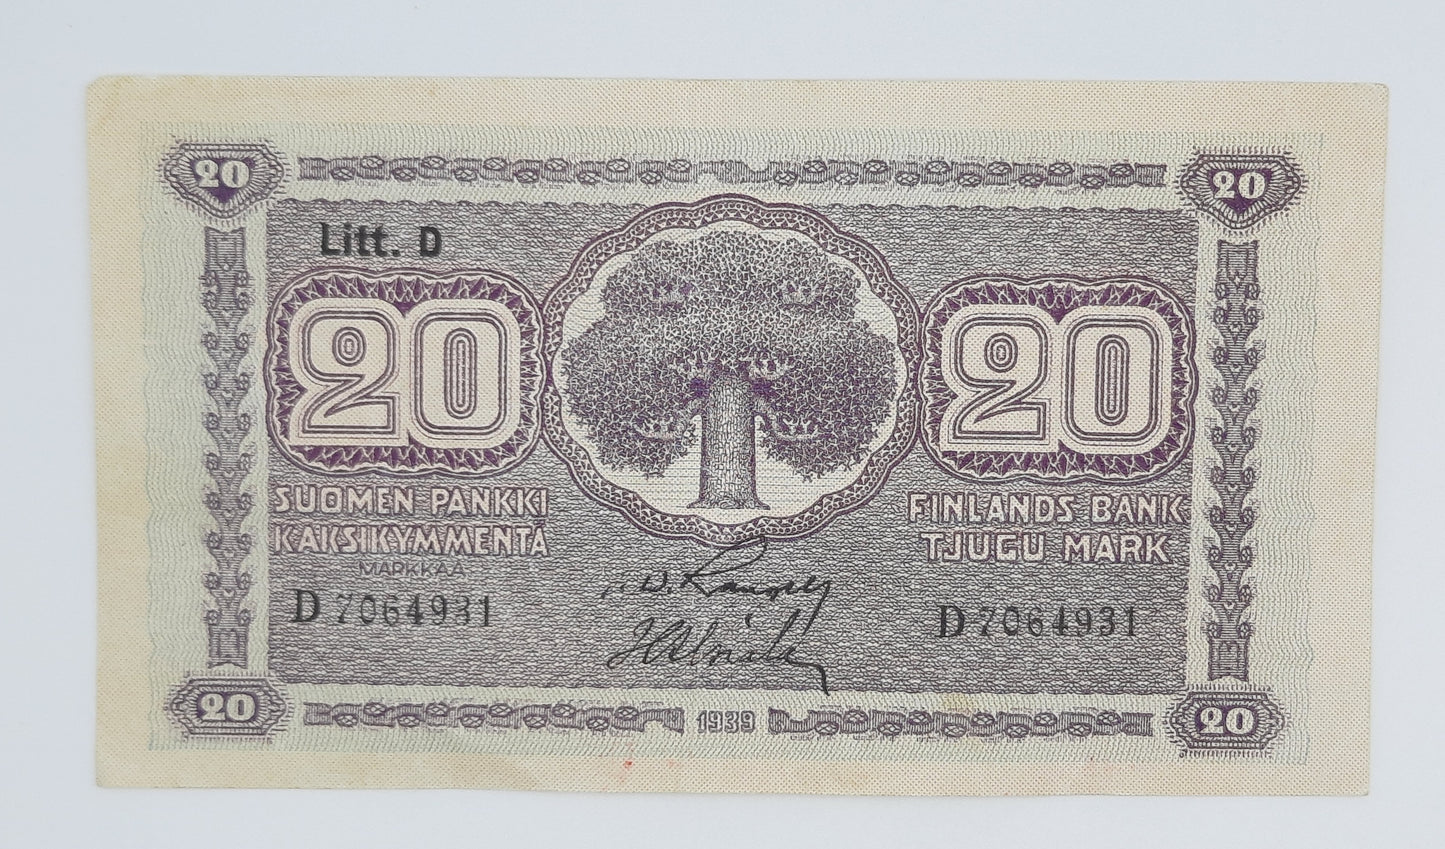 20
20
Litt. D
20
20
SUOMEN PANKKI
KAKSIKYMMENTÄ
MARKKAA
FINLANDS BANK
TJUGU MARK
D 7064931
D 7064931
20
1939
20